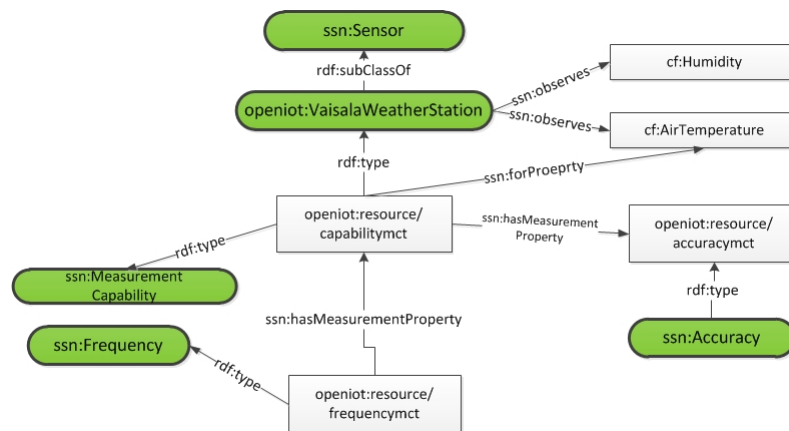 ssn:Sensor
rdf:subClassOf
cf:Humidity
ssn:observes
openiot:VaisalaWeatherStation
ssn:observes
cf:AirTemperature
rdf:type
ssn:forProeprty
openiot:resource/
capabilitymct
ssn:hasMeasurement
Property
openiot:resource/
accuracymct
rdf:type
ssn:Measurement
Capability
rdf:type
ssn:hasMeasurementProperty
ssn:Frequency
ssn:Accuracy
rdf:type
openiot:resource/
frequencymct